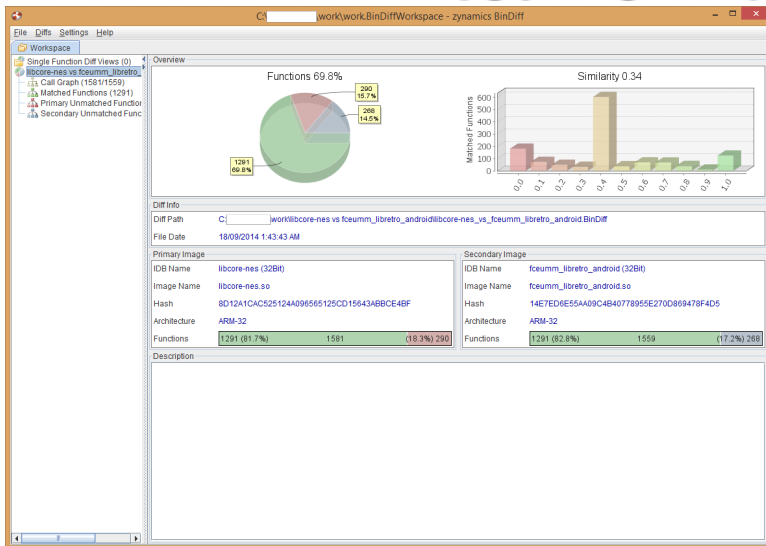 C:\ ,work\work.BinDiffWorkspace - zynamics BinDiff
File Diffs Settings Help
Workspace
Single Function Diff Views (0)
libcore-nes vs fceumm_libretro_
Call Graph (1581/1559)
Matched Functions (1291)
Primary Unmatched Function
Secondary Unmatched Func
Overview
Functions 69.8%
290
15.7%
268
14.5%
1291
69.8%
Similarity 0.34
Matched Functions
600
500
400
300
200
100
0
0.0 0.1 0.2 0.3 0.4 0.5 0.6 0.7 0.8 0.9 1.0
Diff Info
Diff Path C: work\libcore-nes vs fceumm_libretro_android\libcore-nes_vs_fceumm_libretro_android.BinDiff
File Date 18/09/2014 1:43:43 AM
Primary Image
IDB Name libcore-nes (32Bit)
Image Name libcore-nes.so
Hash 8D12A1CAC525124A096565125CD15643ABBCE4BF
Architecture ARM-32
Functions 1291 (81.7%) 1581 (18.3%) 290
Secondary Image
IDB Name fceumm_libretro_android (32Bit)
Image Name fceumm_libretro_android.so
Hash 14E7ED6E55AA09C4B40778955E270D869478F4D5
Architecture ARM-32
Functions 1291 (82.8%) 1559 (17.2%) 268
Description